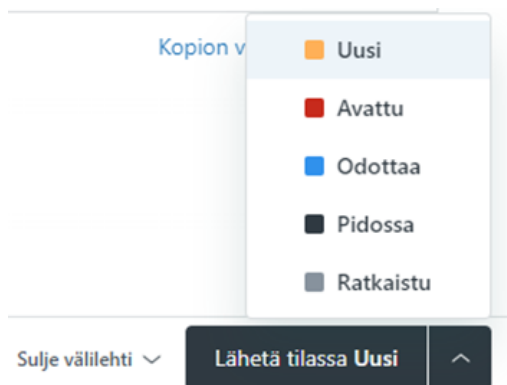 Kopion v
Uusi
Avattu
Odottaa
Pidossa
Ratkaistu
Sulje välilehti
Lähetä tilassa Uusi